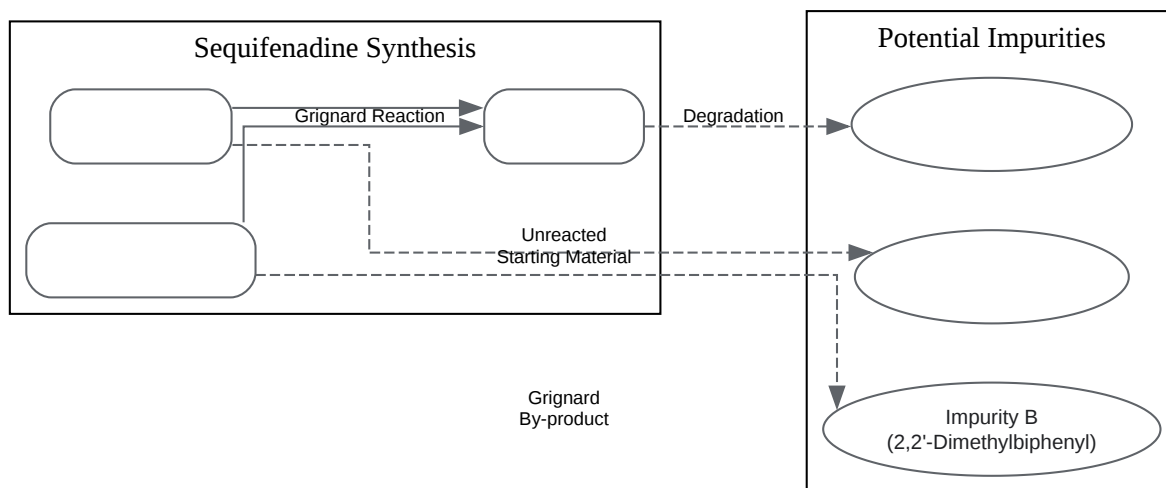 Sequifenadine Synthesis
Potential Impurities
Grignard Reaction
Degradation
Unreacted
Starting Material
Grignard
By-product
Impurity B
(2,2'-Dimethylbiphenyl)